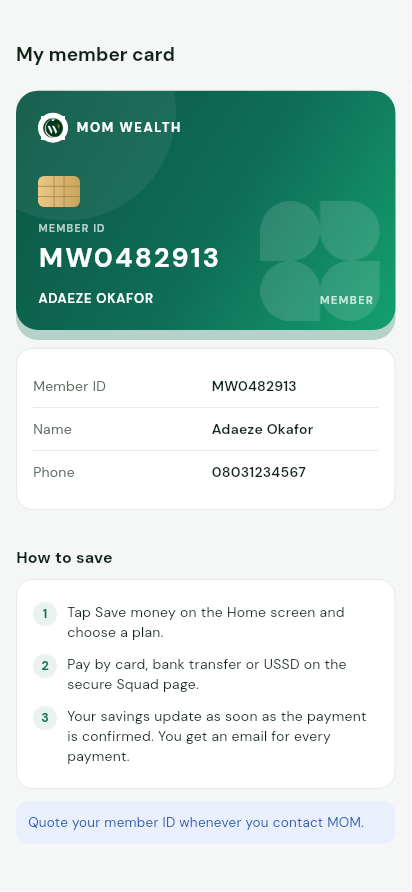 My member card
MOM WEALTH
MEMBER ID
MW0482913
ADAEZE OKAFOR
MEMBER
Member ID MW0482913
Name Adaeze Okafor
Phone 08031234567
How to save
1 Tap Save money on the Home screen and
choose a plan.
2 Pay by card, bank transfer or USSD on the
secure Squad page.
3 Your savings update as soon as the payment
is confirmed. You get an email for every
payment.
Quote your member ID whenever you contact MOM.